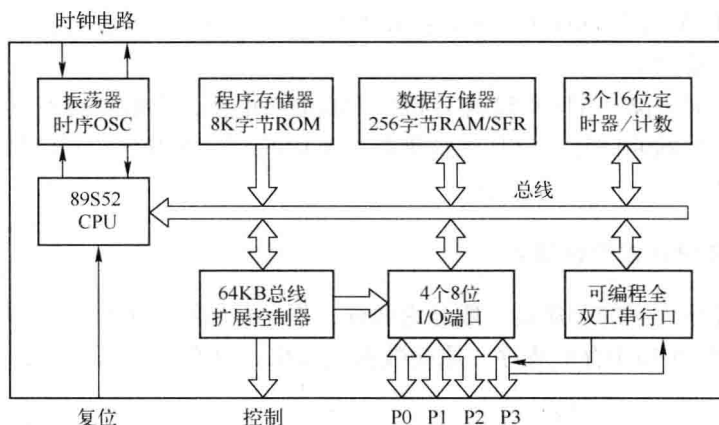 时钟电路
振荡器
时序OSC
程序存储器
8K字节ROM
数据存储器
256字节RAM/SFR
3个16位定
时器/计数
89S52
CPU
总线
64KB总线
扩展控制器
4个8位
I/O端口
可编程全
双工串行口
复位
控制
P0
P1
P2
P3